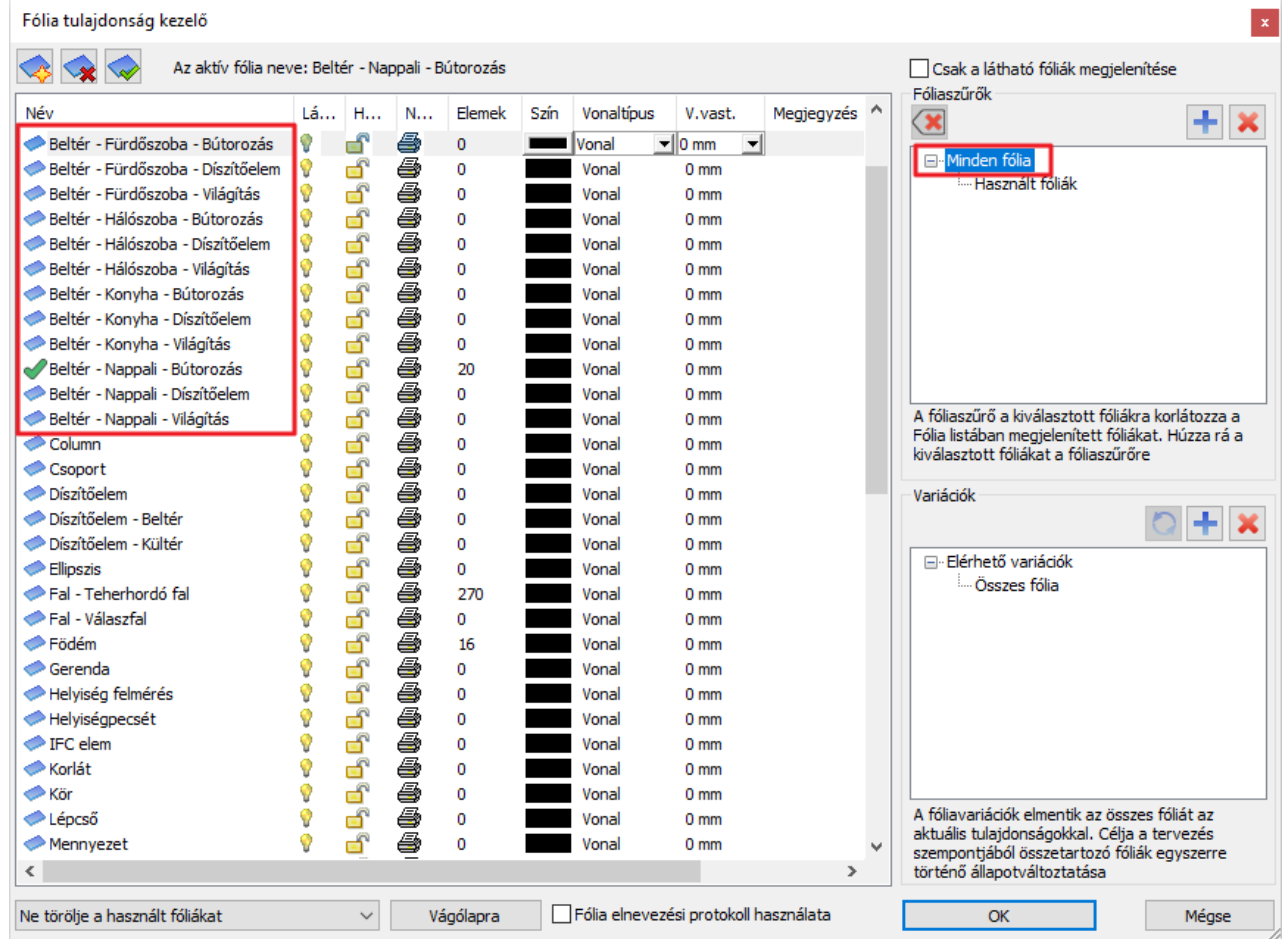 Fólia tulajdonság kezelő
x
Az aktív fólia neve: Beltér - Nappali - Bútorozás
Csak a látható fóliák megjelenítése
Név Lá... H... N... Elemek Szín Vonaltípus V.vast. Megjegyzés
Beltér - Fürdőszoba - Bútorozás 0 Vonal 0 mm
Beltér - Fürdőszoba - Díszítőelem 0 Vonal 0 mm
Beltér - Fürdőszoba - Világítás 0 Vonal 0 mm
Beltér - Hálószoba - Bútorozás 0 Vonal 0 mm
Beltér - Hálószoba - Díszítőelem 0 Vonal 0 mm
Beltér - Hálószoba - Világítás 0 Vonal 0 mm
Beltér - Konyha - Bútorozás 0 Vonal 0 mm
Beltér - Konyha - Díszítőelem 0 Vonal 0 mm
Beltér - Konyha - Világítás 0 Vonal 0 mm
Beltér - Nappali - Bútorozás 20 Vonal 0 mm
Beltér - Nappali - Díszítőelem 0 Vonal 0 mm
Beltér - Nappali - Világítás 0 Vonal 0 mm
Column 0 Vonal 0 mm
Csoport 0 Vonal 0 mm
Díszítőelem 0 Vonal 0 mm
Díszítőelem - Beltér 0 Vonal 0 mm
Díszítőelem - Kültér 0 Vonal 0 mm
Ellipszis 0 Vonal 0 mm
Fal - Teherhordó fal 270 Vonal 0 mm
Fal - Válaszfal 0 Vonal 0 mm
Födém 16 Vonal 0 mm
Gerenda 0 Vonal 0 mm
Helyiség felmérés 0 Vonal 0 mm
Helyiségpecsét 0 Vonal 0 mm
IFC elem 0 Vonal 0 mm
Korlát 0 Vonal 0 mm
Kör 0 Vonal 0 mm
Lépcső 0 Vonal 0 mm
Mennyezet 0 Vonal 0 mm
Fóliaszűrők
Minden fólia
Használt fóliák
A fóliaszűrő a kiválasztott fóliákra korlátozza a
Fólia listában megjelenített fóliákat. Húzza rá a
kiválasztott fóliákat a fóliaszűrőre
Variációk
Elérhető variációk
Összes fólia
A fóliavariációk elmentik az összes fóliát az
aktuális tulajdonságokkal. Célja a tervezés
szempontjából összetartozó fóliák egyszerre
történő állapotváltoztatása
Ne törölje a használt fóliákat
Vágólapra
Fólia elnevezési protokoll használata
OK
Mégse